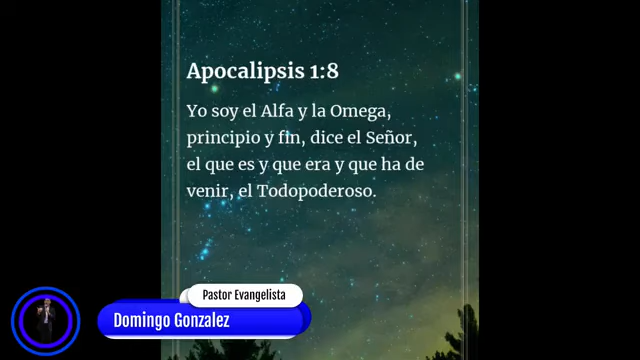 Apocalipsis 1:8
Yo soy el Alfa y la Omega,
principio y fin, dice el Señor,
el que es y que era y que ha de
venir, el Todopoderoso.
Pastor Evangelista
Domingo Gonzalez